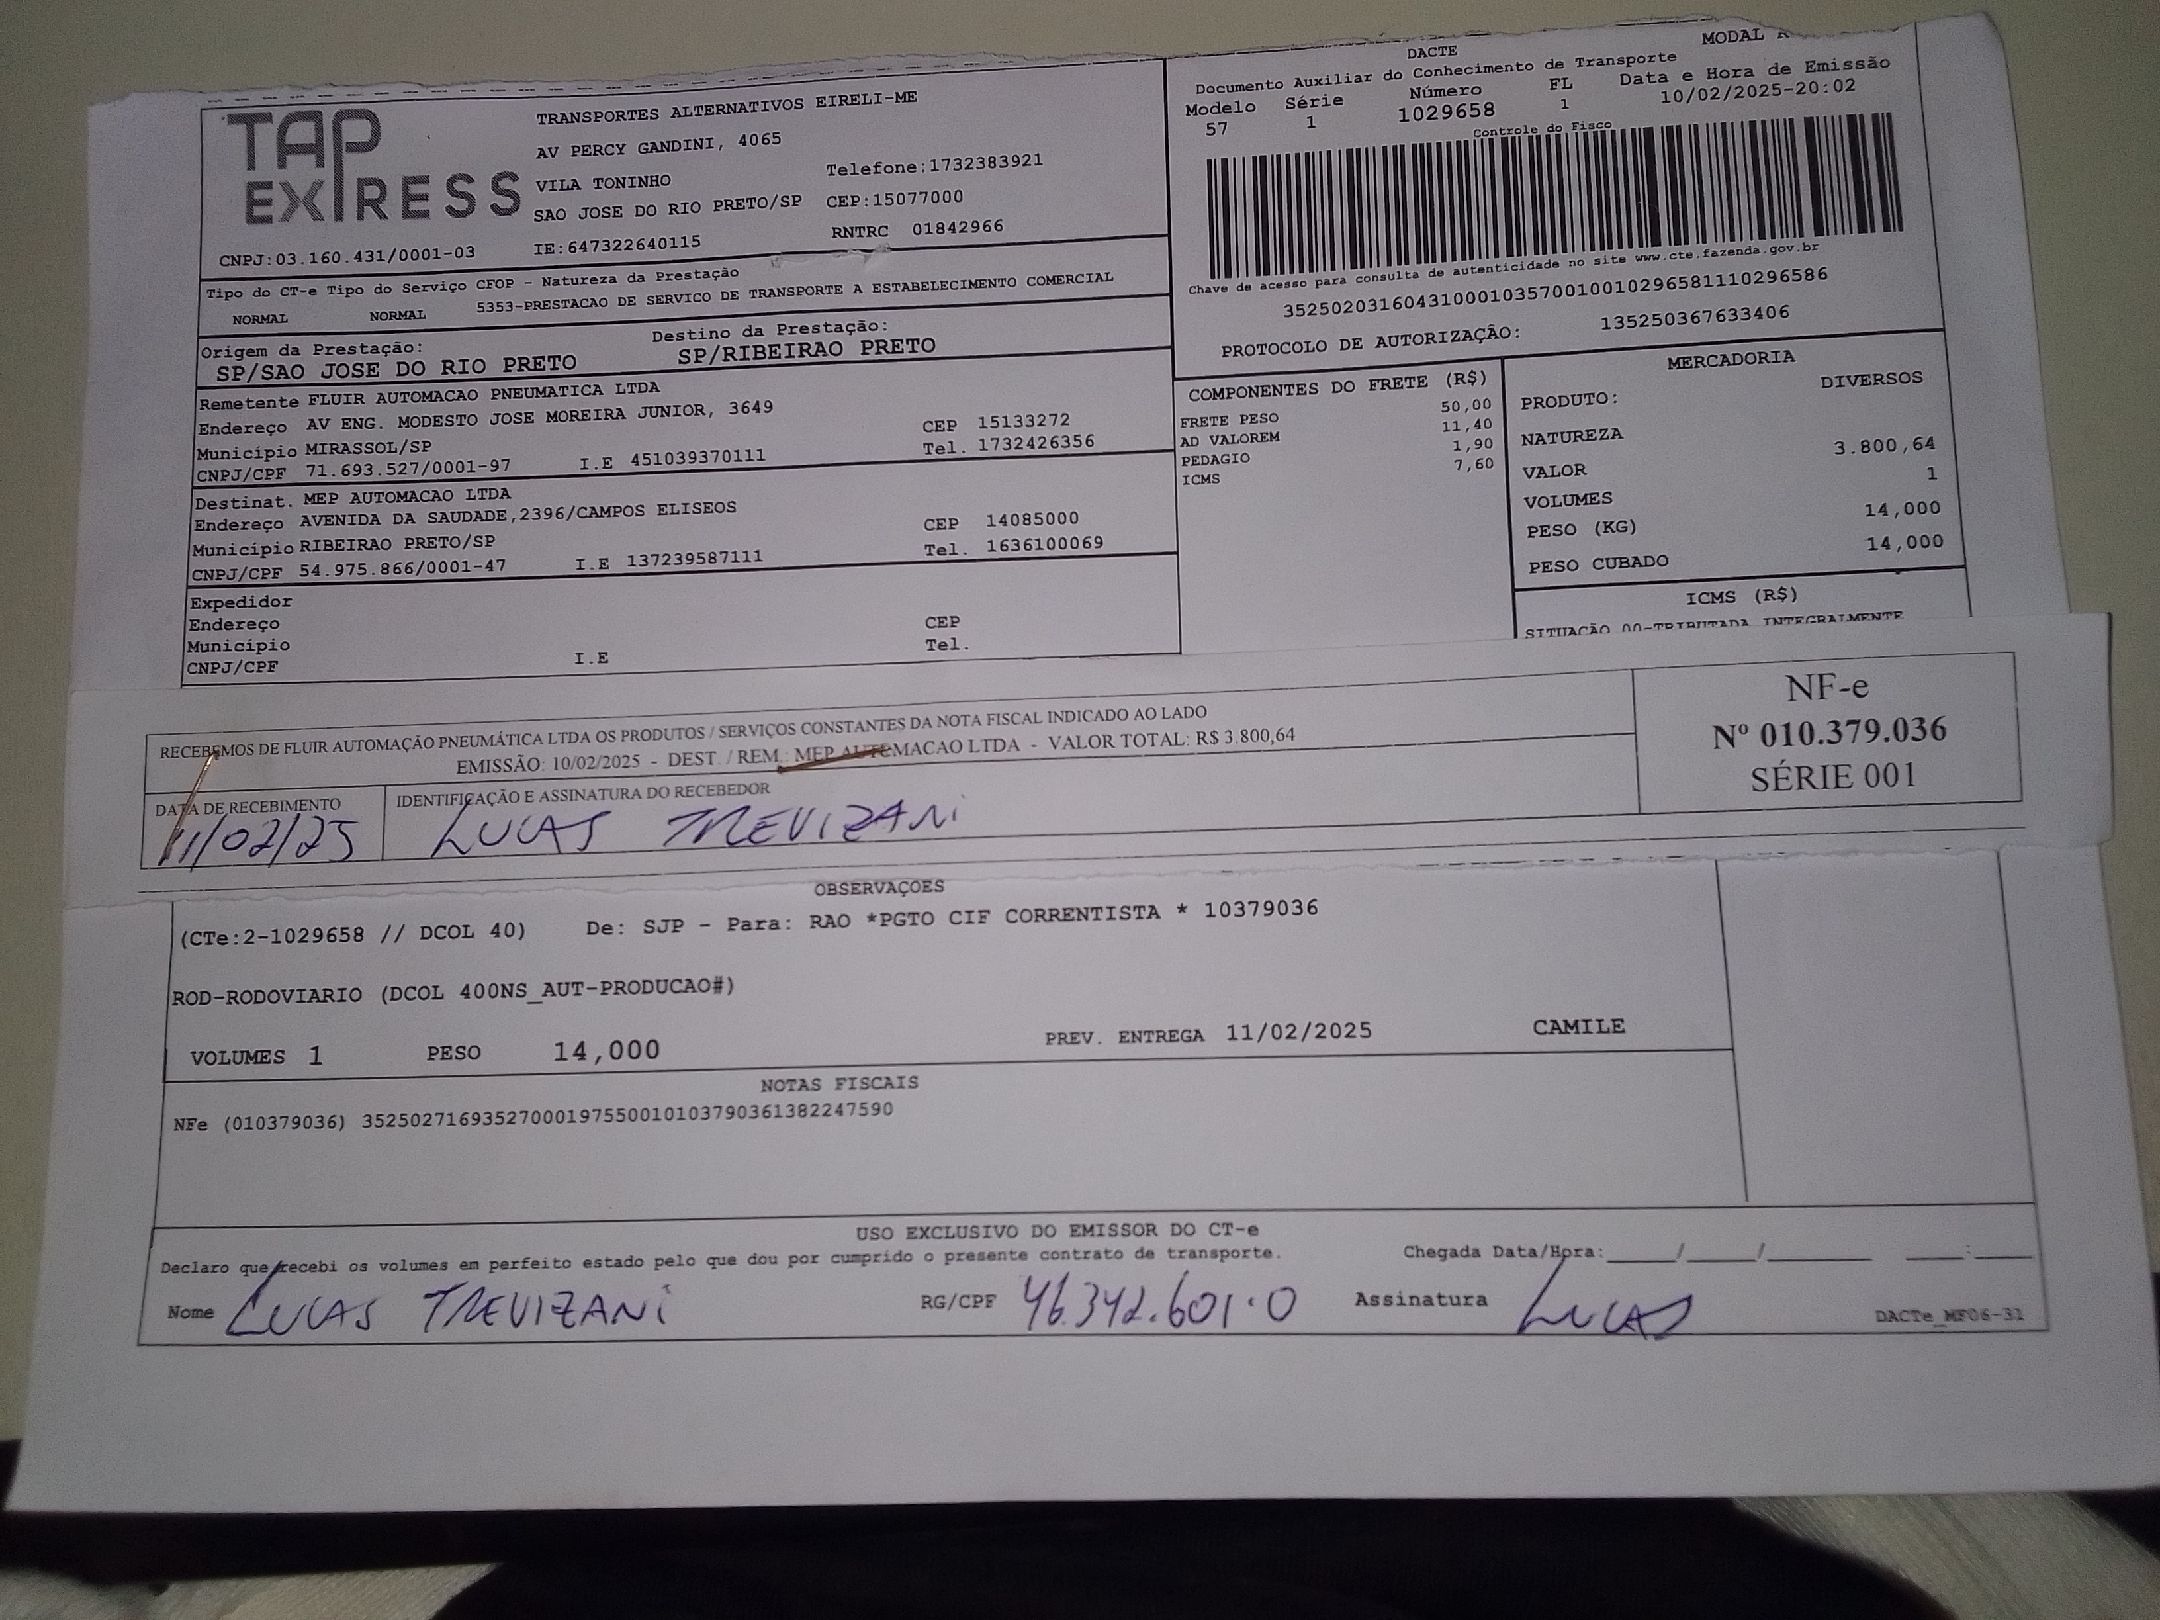 TAP EXPRESS
TRANSPORTES ALTERNATIVOS EIRELI-ME
AV PERCY GANDINI, 4065
VILA TONINHO Telefone:1732383921
SAO JOSE DO RIO PRETO/SP CEP:15077000
CNPJ:03.160.431/0001-03 IE:647322640115 RNTRC 01842966
DACTE MODAL
Documento Auxiliar do Conhecimento de Transporte
Modelo Série Número FL Data e Hora de Emissão
57 1 1029658 1 10/02/2025-20:02
Controle do Fisco
Chave de acesso para consulta de autenticidade no site www.cte.fazenda.gov.br
35250203160431000103570010010296581110296586
PROTOCOLO DE AUTORIZAÇÃO: 135250367633406
Tipo do CT-e Tipo do Serviço CFOP - Natureza da Prestação
NORMAL NORMAL 5353-PRESTACAO DE SERVICO DE TRANSPORTE A ESTABELECIMENTO COMERCIAL
Origem da Prestação: Destino da Prestação:
SP/SAO JOSE DO RIO PRETO SP/RIBEIRAO PRETO
Remetente FLUIR AUTOMACAO PNEUMATICA LTDA
Endereço AV ENG. MODESTO JOSE MOREIRA JUNIOR, 3649 CEP 15133272
Município MIRASSOL/SP Tel. 1732426356
CNPJ/CPF 71.693.527/0001-97 I.E 451039370111
Destinat. MEP AUTOMACAO LTDA
Endereço AVENIDA DA SAUDADE,2396/CAMPOS ELISEOS CEP 14085000
Município RIBEIRAO PRETO/SP Tel. 1636100069
CNPJ/CPF 54.975.866/0001-47 I.E 137239587111
Expedidor
Endereço CEP
Município Tel.
CNPJ/CPF I.E
COMPONENTES DO FRETE (R$)
FRETE PESO 50,00
AD VALOREM 11,40
PEDAGIO 1,90
ICMS 7,60
MERCADORIA
PRODUTO: DIVERSOS
NATUREZA
VALOR 3.800,64
VOLUMES 1
PESO (KG) 14,000
PESO CUBADO 14,000
ICMS (R$)
SITUAÇÃO 00-TRIBUTADA INTEGRALMENTE
RECEBEMOS DE FLUIR AUTOMAÇÃO PNEUMÁTICA LTDA OS PRODUTOS / SERVIÇOS CONSTANTES DA NOTA FISCAL INDICADO AO LADO
EMISSÃO: 10/02/2025 - DEST. / REM.: MEP AUTOMACAO LTDA - VALOR TOTAL: R$ 3.800,64
DATA DE RECEBIMENTO IDENTIFICAÇÃO E ASSINATURA DO RECEBEDOR
11/02/25 LUCAS TREVIZANI
NF-e
Nº 010.379.036
SÉRIE 001
OBSERVAÇOES
(CTe:2-1029658 // DCOL 40) De: SJP - Para: RAO *PGTO CIF CORRENTISTA * 10379036
ROD-RODOVIARIO (DCOL 400NS_AUT-PRODUCAO#)
VOLUMES 1 PESO 14,000 PREV. ENTREGA 11/02/2025 CAMILE
NOTAS FISCAIS
NFe (010379036) 35250271693527000197550010103790361382247590
USO EXCLUSIVO DO EMISSOR DO CT-e
Declaro que recebi os volumes em perfeito estado pelo que dou por cumprido o presente contrato de transporte. Chegada Data/Hora:____/____/______ ___:___
Nome LUCAS TREVIZANI RG/CPF 46.342.601.0 Assinatura LUCAS DACTe_MF06-31